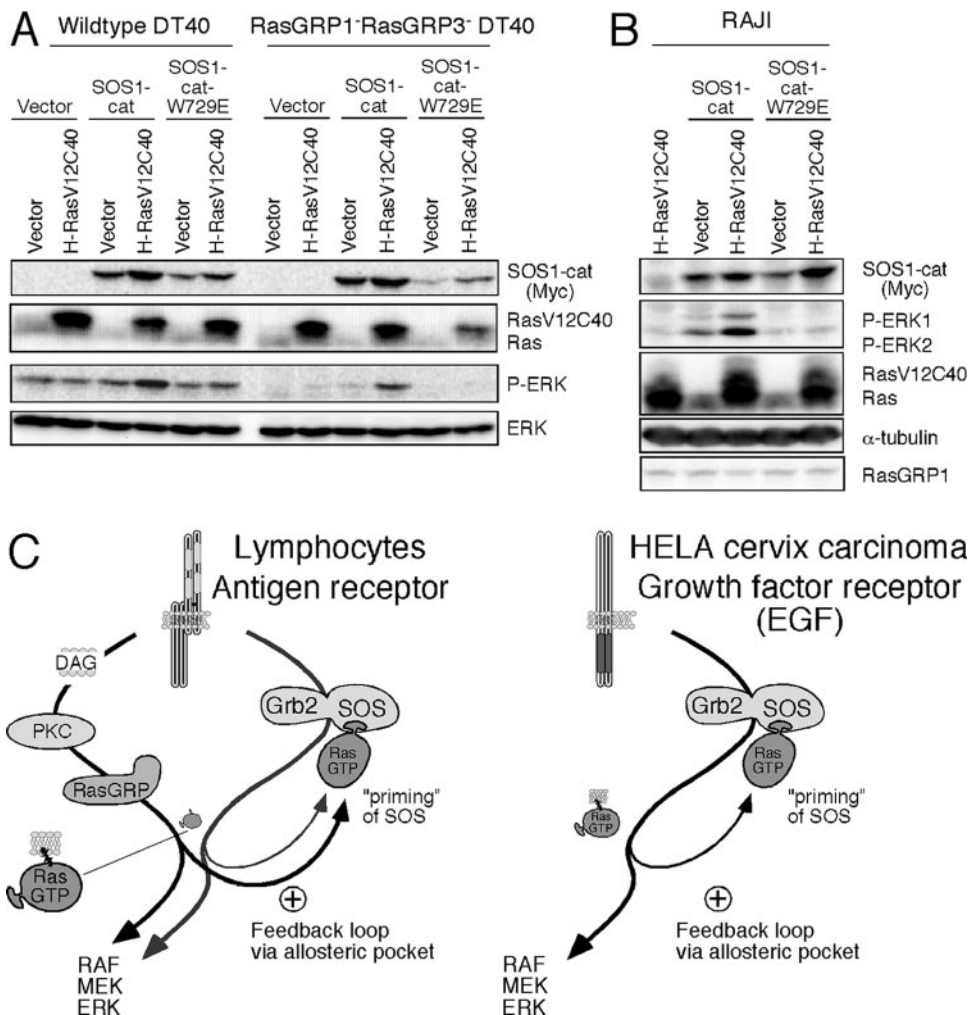 A
Wildtype DT40
RasGRP1⁻RasGRP3⁻ DT40
Vector
SOS1-
cat
SOS1-
cat-
W729E
Vector
SOS1-
cat
SOS1-
cat-
W729E
Vector
H-RasV12C40
Vector
H-RasV12C40
Vector
H-RasV12C40
Vector
H-RasV12C40
Vector
H-RasV12C40
Vector
H-RasV12C40
SOS1-cat
(Myc)
RasV12C40
Ras
P-ERK
ERK
B
RAJI
SOS1-
cat
SOS1-
cat-
W729E
H-RasV12C40
Vector
H-RasV12C40
Vector
H-RasV12C40
SOS1-cat
(Myc)
P-ERK1
P-ERK2
RasV12C40
Ras
α-tubulin
RasGRP1
C
Lymphocytes
Antigen receptor
DAG
PKC
RasGRP
Ras
GTP
Grb2
SOS
Ras
GTP
"priming"
of SOS
+
Feedback loop
via allosteric pocket
RAF
MEK
ERK
HELA cervix carcinoma
Growth factor receptor
(EGF)
Grb2
SOS
Ras
GTP
Ras
GTP
"priming"
of SOS
+
Feedback loop
via allosteric pocket
RAF
MEK
ERK